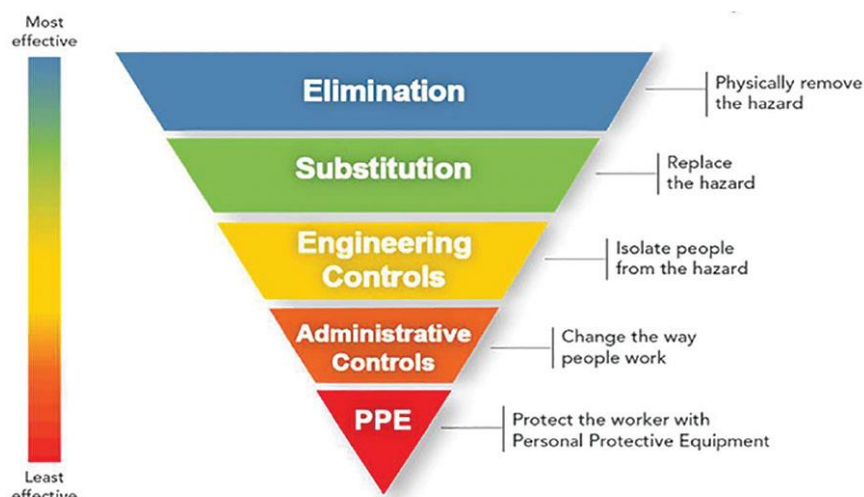 Most
effective
Elimination
Physically remove
the hazard
Substitution
Replace
the hazard
Engineering
Controls
Isolate people
from the hazard
Administrative
Controls
Change the way
people work
PPE
Protect the worker with
Personal Protective Equipment
Least
effective